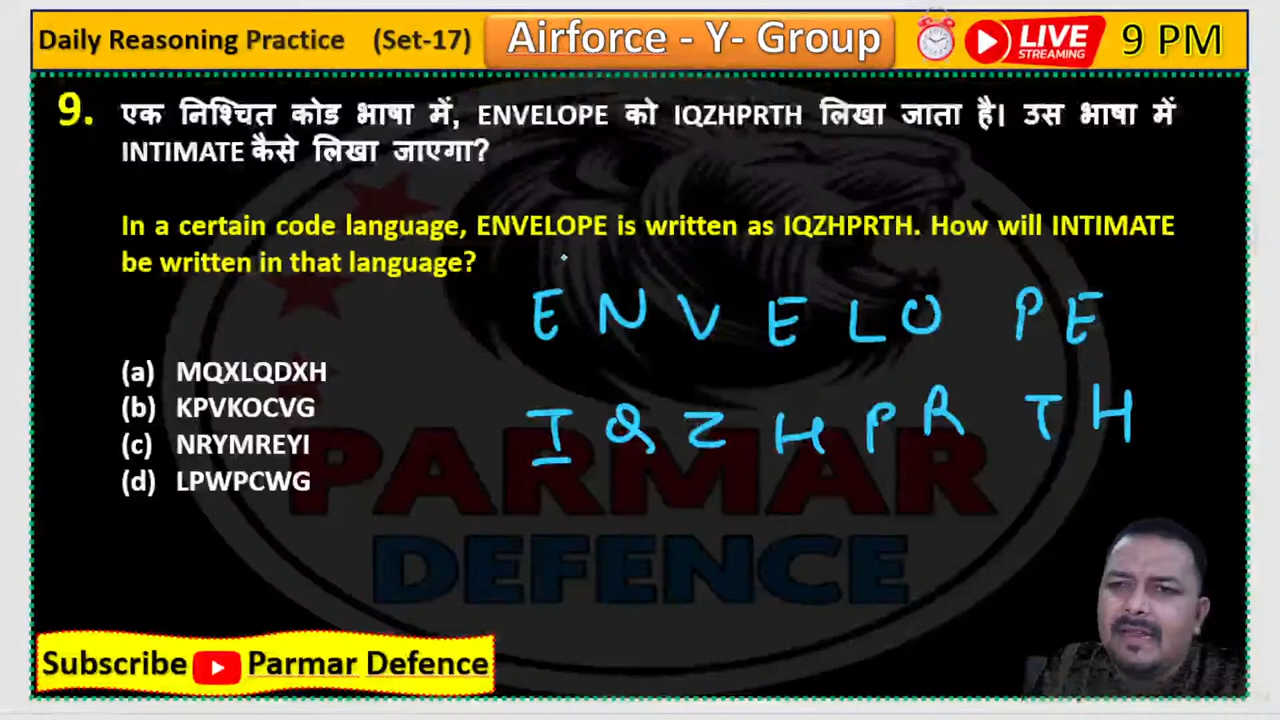 Daily Reasoning Practice (Set-17) Airforce - Y- Group LIVE STREAMING 9 PM
9. एक निश्चित कोड भाषा में, ENVELOPE को IQZHPRTH लिखा जाता है। उस भाषा में
INTIMATE कैसे लिखा जाएगा?
In a certain code language, ENVELOPE is written as IQZHPRTH. How will INTIMATE
be written in that language?
E N V E L O P E
(a) MQXLQDXH
(b) KPVKOCVG
I Q Z H P R T H
(c) NRYMREYI
(d) LPWPCWG
PARMAR
DEFENCE
Subscribe Parmar Defence